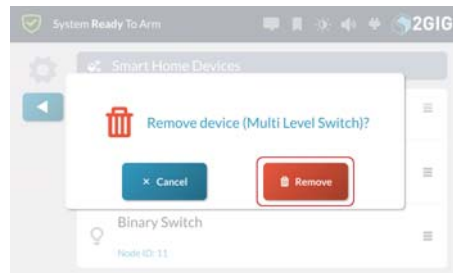 System Ready To Arm
2GIG
Smart Home Devices
Remove device (Multi Level Switch)?
× Cancel
Remove
Binary Switch
Node ID: 11